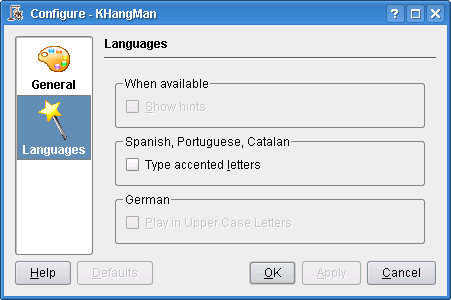 Configure - KHangMan
General
Languages
Languages
When available
Show hints
Spanish, Portuguese, Catalan
Type accented letters
German
Play in Upper Case Letters
Help
Defaults
OK
Apply
Cancel